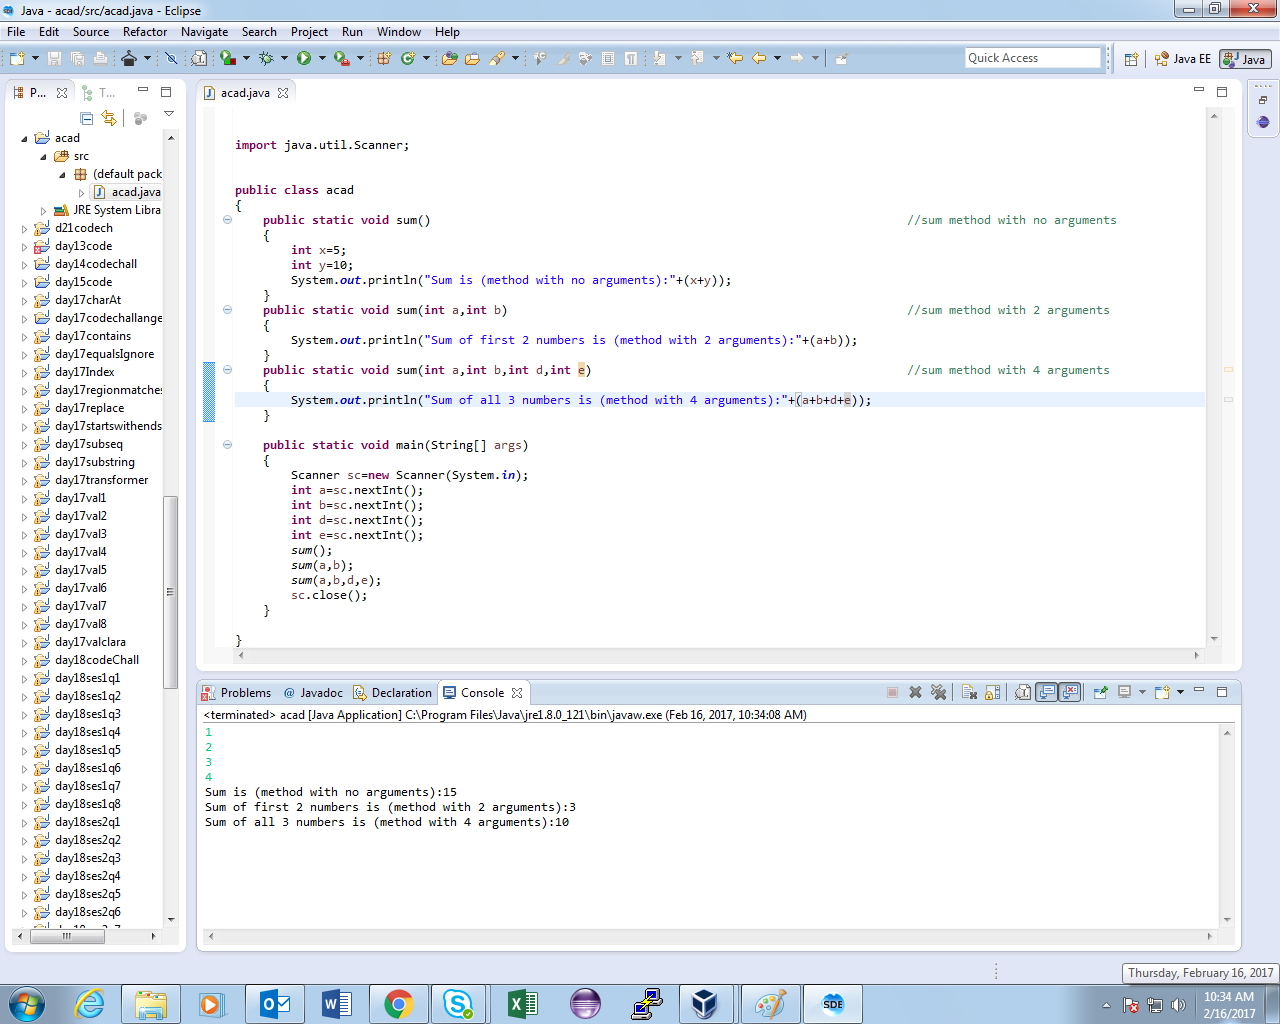 Java - acad/src/acad.java - Eclipse
File Edit Source Refactor Navigate Search Project Run Window Help
Quick Access
Java EE
Java
P...
T...
acad
src
(default pack
acad.java
JRE System Libra
d21codech
day13code
day14codechall
day15code
day17charAt
day17codechallange
day17contains
day17equalsIgnore
day17Index
day17regionmatche
day17replace
day17startswithends
day17subseq
day17substring
day17transformer
day17val1
day17val2
day17val3
day17val4
day17val5
day17val6
day17val7
day17val8
day17valclara
day18codeChall
day18ses1q1
day18ses1q2
day18ses1q3
day18ses1q4
day18ses1q5
day18ses1q6
day18ses1q7
day18ses1q8
day18ses2q1
day18ses2q2
day18ses2q3
day18ses2q4
day18ses2q5
day18ses2q6
acad.java
import java.util.Scanner;
public class acad
{
public static void sum() //sum method with no arguments
{
int x=5;
int y=10;
System.out.println("Sum is (method with no arguments):"+(x+y));
}
public static void sum(int a,int b) //sum method with 2 arguments
{
System.out.println("Sum of first 2 numbers is (method with 2 arguments):"+(a+b));
}
public static void sum(int a,int b,int d,int e) //sum method with 4 arguments
{
System.out.println("Sum of all 3 numbers is (method with 4 arguments):"+(a+b+d+e));
}
public static void main(String[] args)
{
Scanner sc=new Scanner(System.in);
int a=sc.nextInt();
int b=sc.nextInt();
int d=sc.nextInt();
int e=sc.nextInt();
sum();
sum(a,b);
sum(a,b,d,e);
sc.close();
}
}
Problems @ Javadoc Declaration Console
<terminated> acad [Java Application] C:\Program Files\Java\jre1.8.0_121\bin\javaw.exe (Feb 16, 2017, 10:34:08 AM)
1
2
3
4
Sum is (method with no arguments):15
Sum of first 2 numbers is (method with 2 arguments):3
Sum of all 3 numbers is (method with 4 arguments):10
Thursday, February 16, 2017
SDE
10:34 AM
2/16/2017